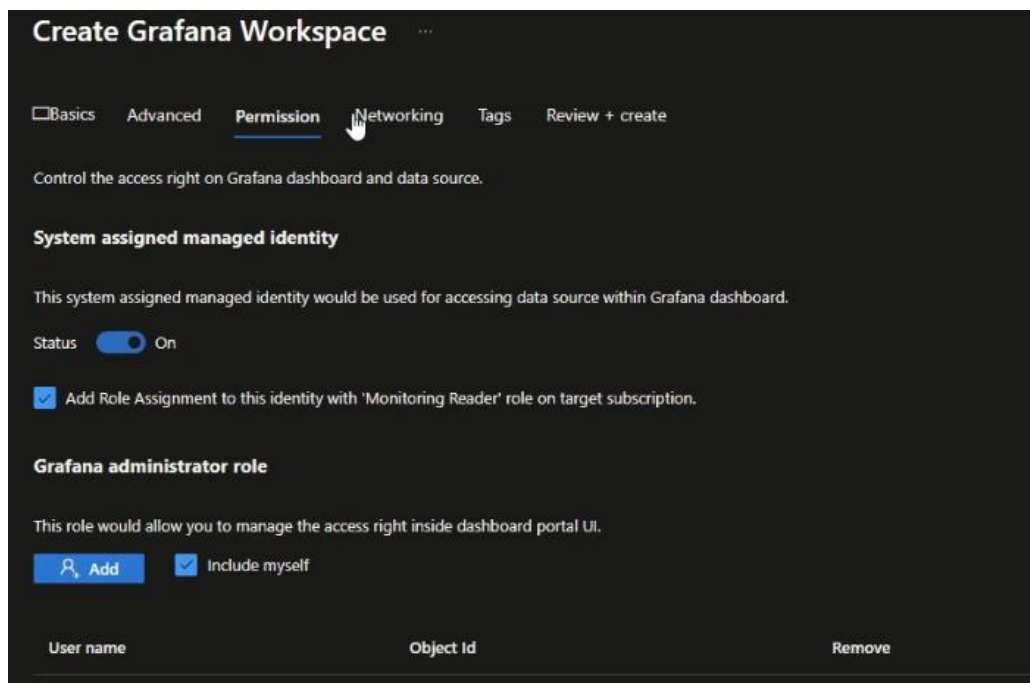 Create Grafana Workspace ...
Basics Advanced Permission Networking Tags Review + create
Control the access right on Grafana dashboard and data source.
System assigned managed identity
This system assigned managed identity would be used for accessing data source within Grafana dashboard.
Status On
Add Role Assignment to this identity with 'Monitoring Reader' role on target subscription.
Grafana administrator role
This role would allow you to manage the access right inside dashboard portal UI.
Add Include myself
User name Object Id Remove